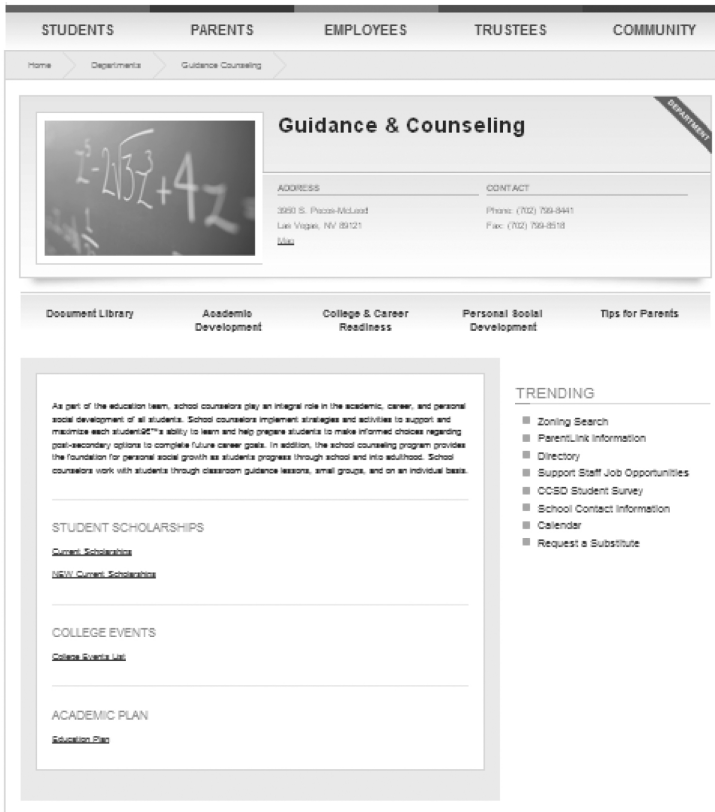 STUDENTS PARENTS EMPLOYEES TRUSTEES COMMUNITY
Home Departments Guidance Counseling
DEPARTMENT
Guidance & Counseling
z⁵-2√3z³+4z=
ADDRESS CONTACT
3950 S. Pecos-McLeod Phone: (702) 799-8441
Las Vegas, NV 89121 Fax: (702) 799-8518
Map
Document Library Academic Development College & Career Readiness Personal Social Development Tips for Parents
As part of the education team, school counselors play an integral role in the academic, career, and personal
social development of all students. School counselors implement strategies and activities to support and
maximize each studentâ€™s ability to learn and help prepare students to make informed choices regarding
post-secondary options to complete future career goals. In addition, the school counseling program provides
the foundation for personal social growth as students progress through school and into adulthood. School
counselors work with students through classroom guidance lessons, small groups, and on an individual basis.
STUDENT SCHOLARSHIPS
Current Scholarships
NEW Current Scholarships
COLLEGE EVENTS
College Events List
ACADEMIC PLAN
Education Plan
TRENDING
Zoning Search
ParentLink Information
Directory
Support Staff Job Opportunities
CCSD Student Survey
School Contact Information
Calendar
Request a Substitute